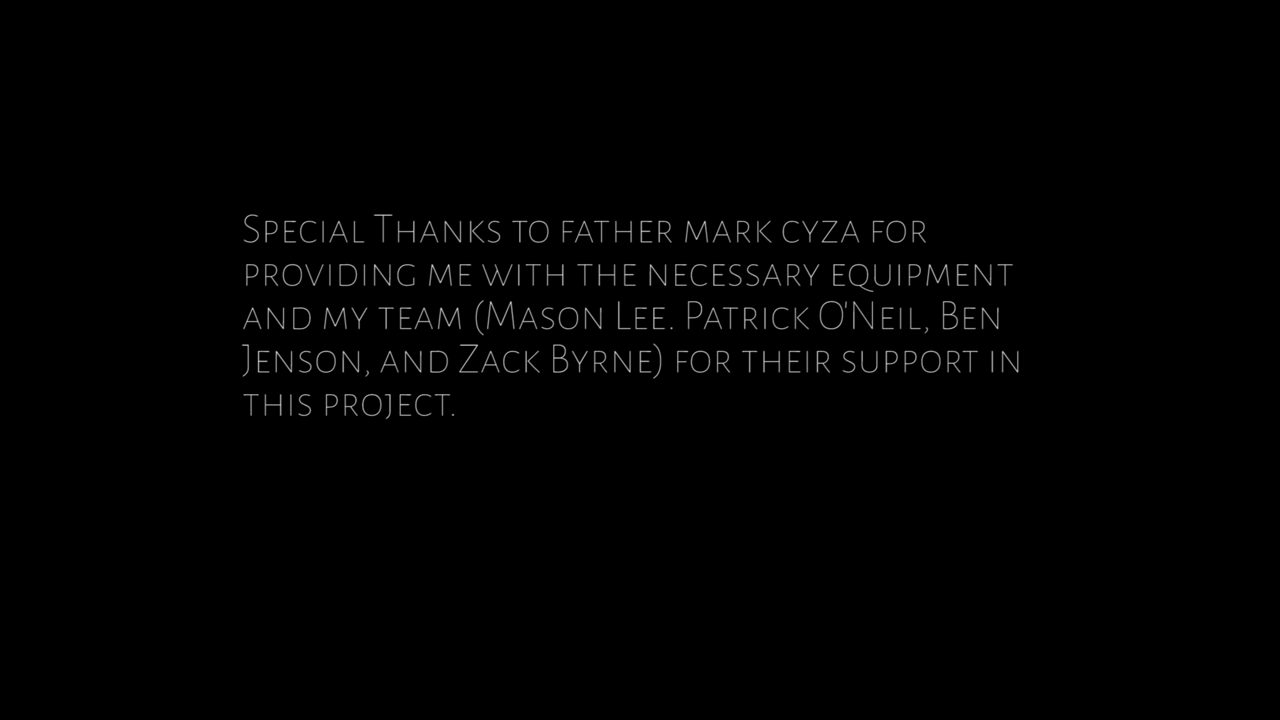 Special Thanks to father mark cyza for
providing me with the necessary equipment
and my team (Mason Lee. Patrick O'Neil, Ben
Jenson, and Zack Byrne) for their support in
this project.